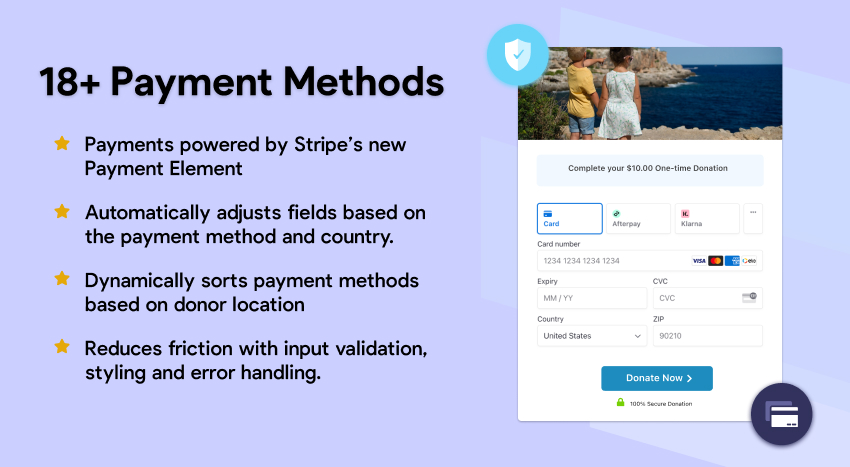 18+ Payment Methods
Payments powered by Stripe’s new
Payment Element
Automatically adjusts fields based on
the payment method and country.
Dynamically sorts payment methods
based on donor location
Reduces friction with input validation,
styling and error handling.
Complete your $10.00 One-time Donation
Card
Afterpay
K.
Klarna
Card number
1234 1234 1234 1234
VISA
elo
Expiry
CVC
MM / YY
CVC
Country
ZIP
United States
90210
Donate Now
100% Secure Donation